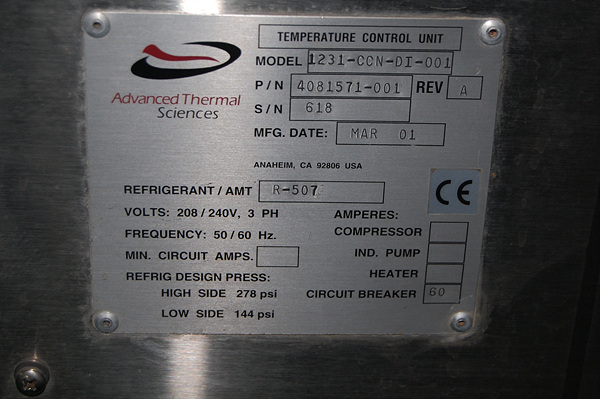 TEMPERATURE CONTROL UNIT
MODEL 1231-CCN-DI-001
P/N 4081571-001 REV A
S/N 618
MFG. DATE: MAR 01
Advanced Thermal
Sciences
ANAHEIM, CA 92806 USA
REFRIGERANT / AMT R-507
CE
VOLTS: 208 / 240V, 3 PH
FREQUENCY: 50 / 60 Hz.
MIN. CIRCUIT AMPS.
REFRIG DESIGN PRESS:
HIGH SIDE 278 psi
LOW SIDE 144 psi
AMPERES:
COMPRESSOR
IND. PUMP
HEATER
CIRCUIT BREAKER 60